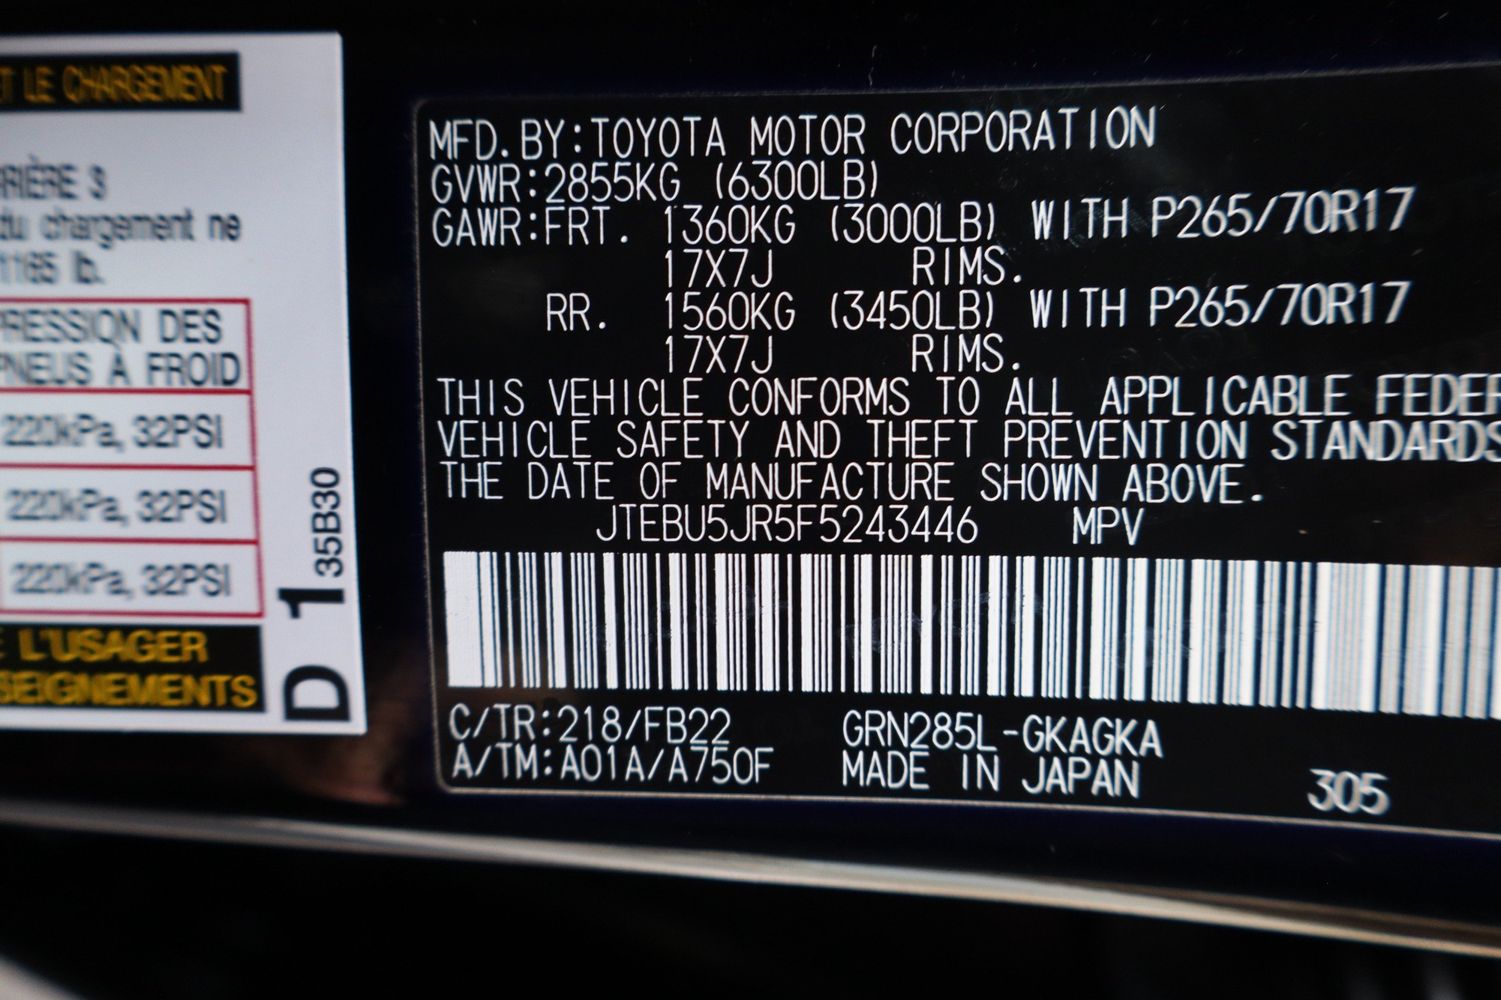 T LE CHARGEMENT
RRIÈRE 3
du chargement ne
1165 lb.
PRESSION DES
PNEUS À FROID
220kPa, 32PSI
220kPa, 32PSI
220kPa, 32PSI
L'USAGER
SEIGNEMENTS
D 1 35B30
MFD. BY:TOYOTA MOTOR CORPORATION
GVWR:2855KG (6300LB)
GAWR:FRT. 1360KG (3000LB) WITH P265/70R17
17X7J RIMS.
RR. 1560KG (3450LB) WITH P265/70R17
17X7J RIMS.
THIS VEHICLE CONFORMS TO ALL APPLICABLE FEDER
VEHICLE SAFETY AND THEFT PREVENTION STANDARDS
THE DATE OF MANUFACTURE SHOWN ABOVE.
JTEBU5JR5F5243446 MPV
C/TR:218/FB22 GRN285L-GKAGKA
A/TM:A01A/A750F MADE IN JAPAN 305